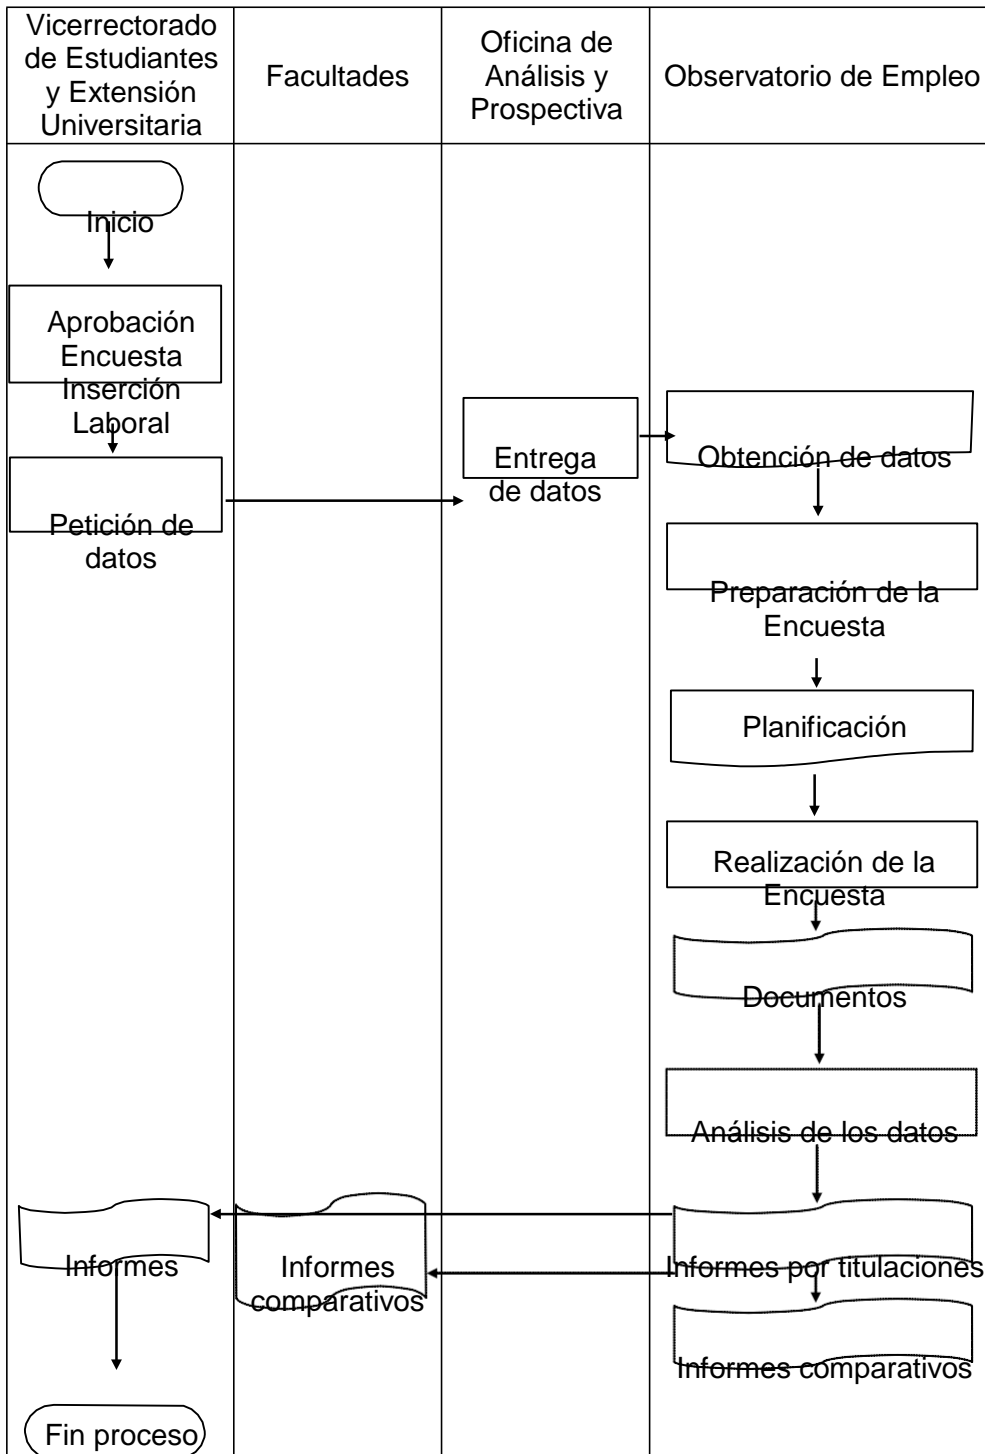 Vicerrectorado
de Estudiantes
y Extensión
Universitaria
Facultades
Oficina de
Análisis y
Prospectiva
Observatorio de Empleo
Inicio
Aprobación
Encuesta
Inserción
Laboral
Petición de
datos
Entrega
de datos
Obtención de datos
Preparación de la
Encuesta
Planificación
Realización de la
Encuesta
Documentos
Análisis de los datos
Informes
Informes
comparativos
Informes por titulaciones
Informes comparativos
Fin proceso